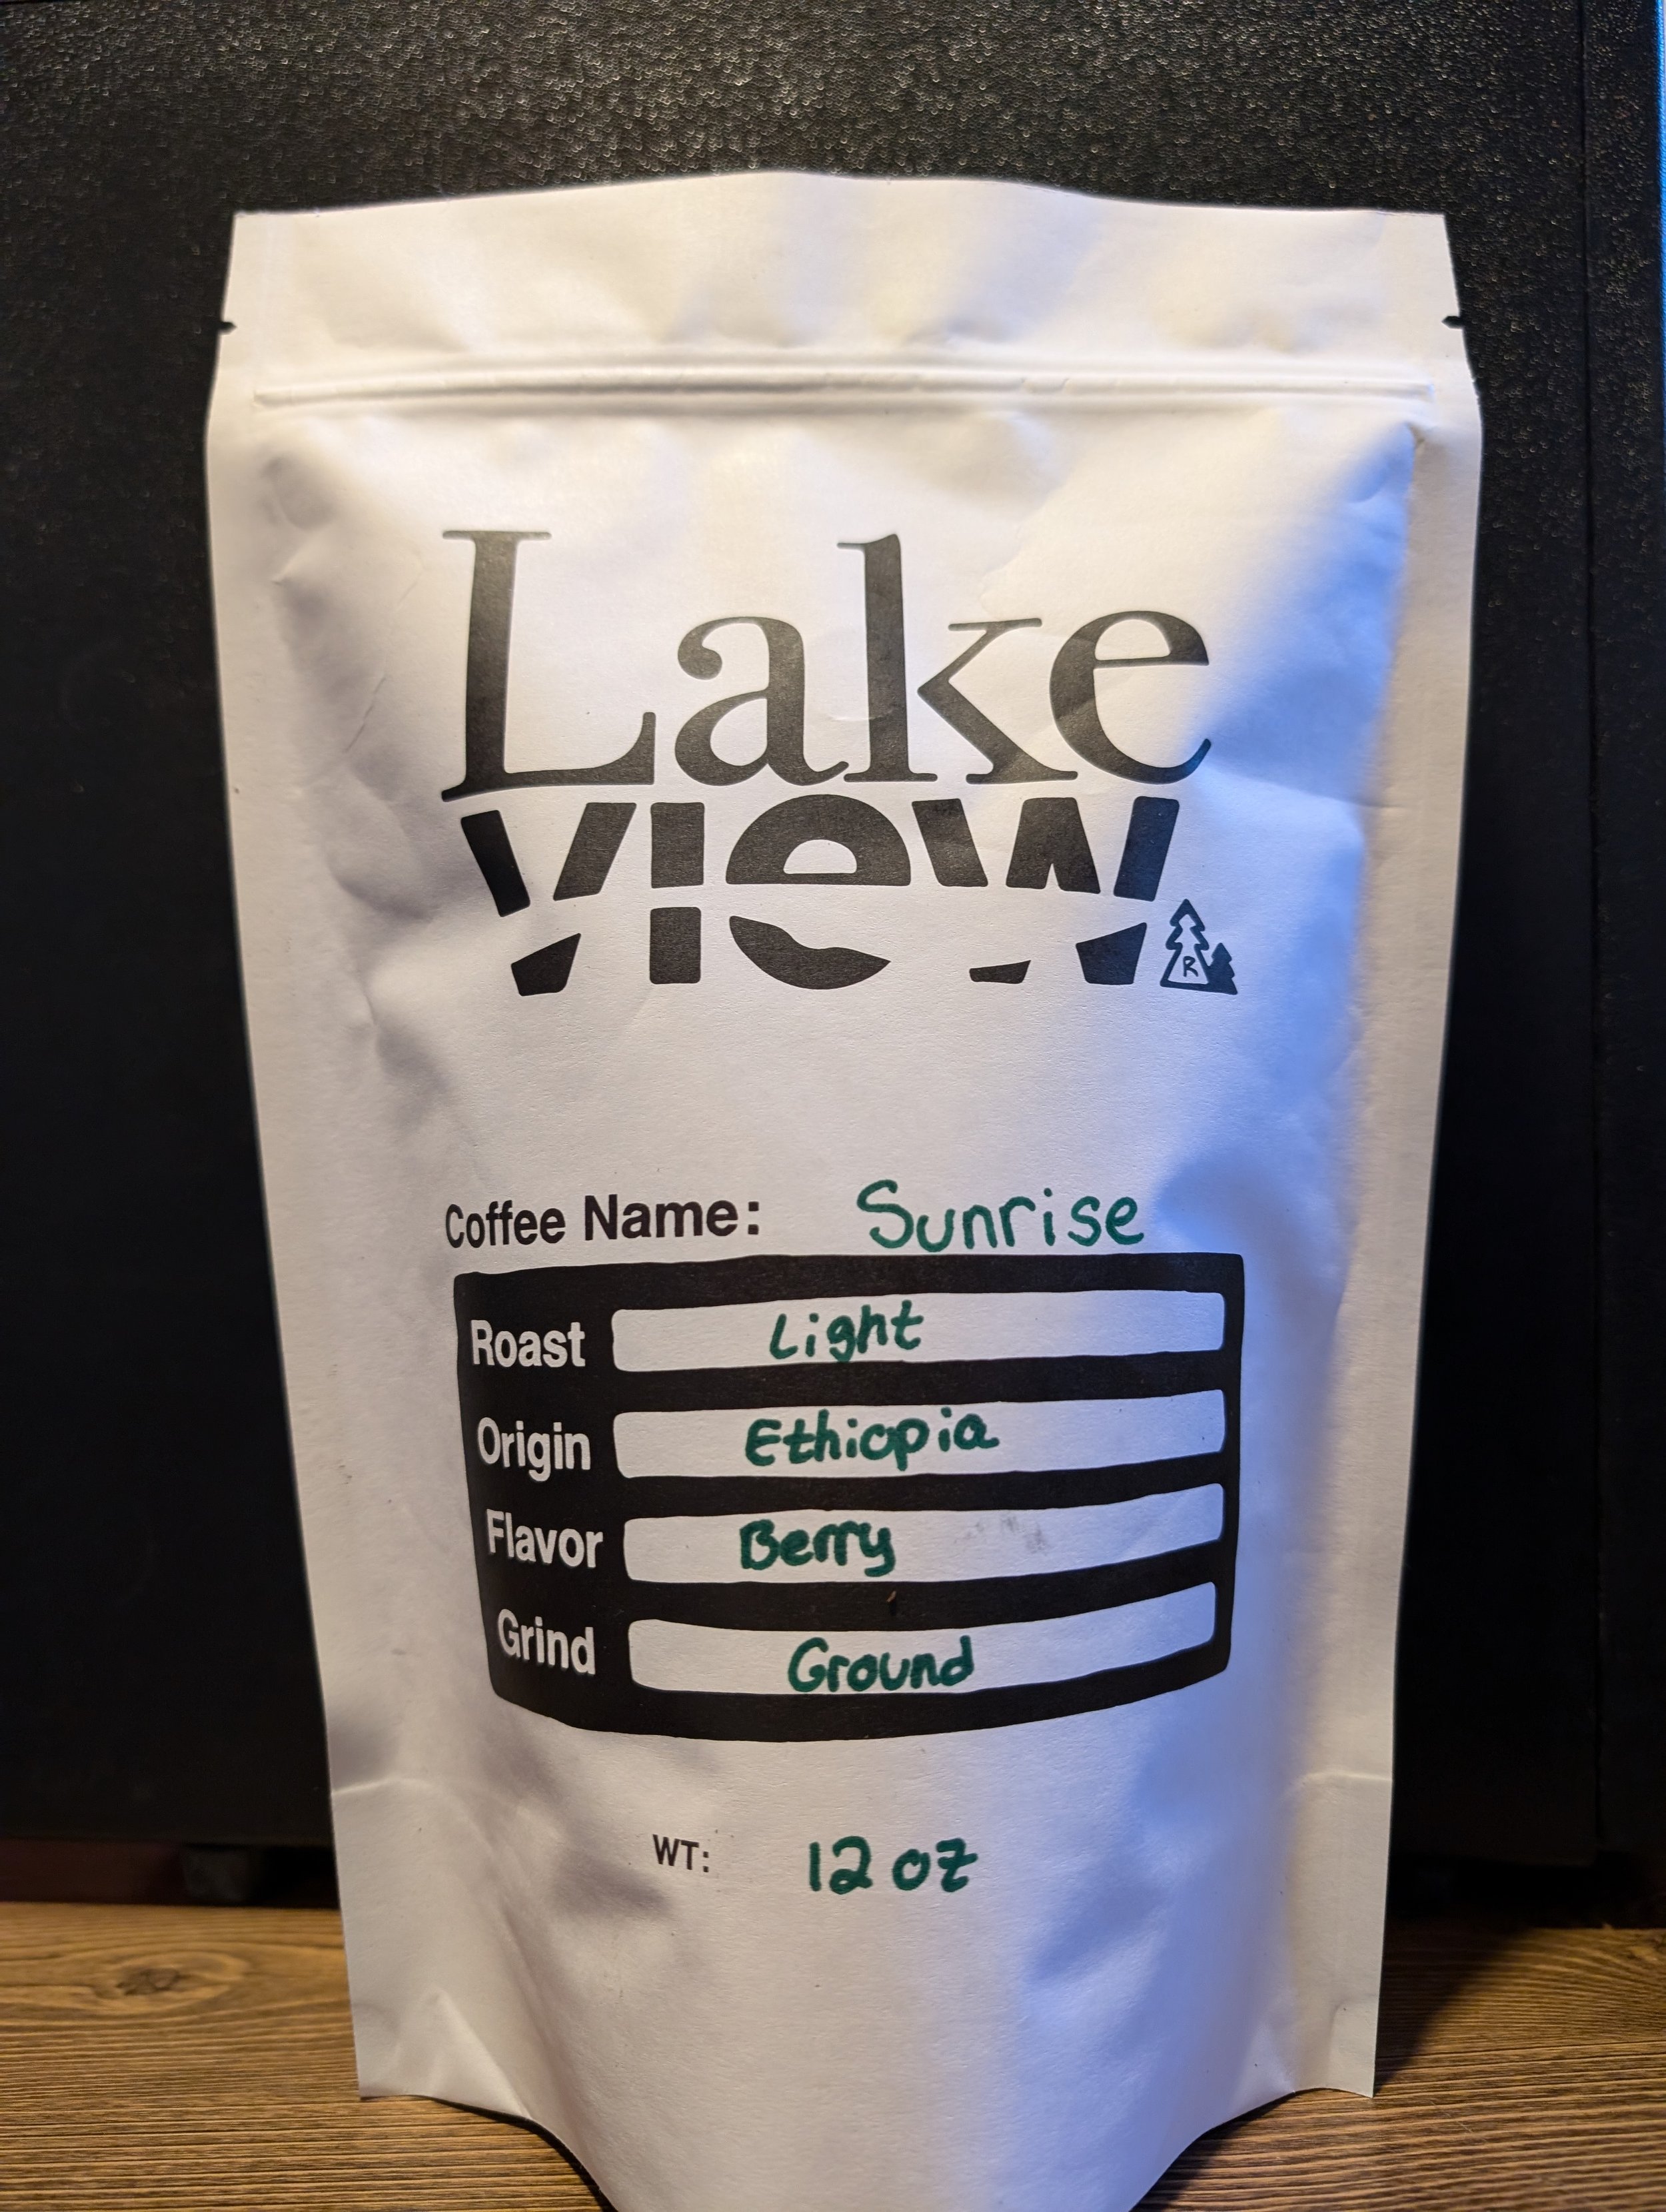 Lake
view
R
Coffee Name: Sunrise
Roast Light
Origin Ethiopia
Flavor Berry
Grind Ground
WT: 12 oz